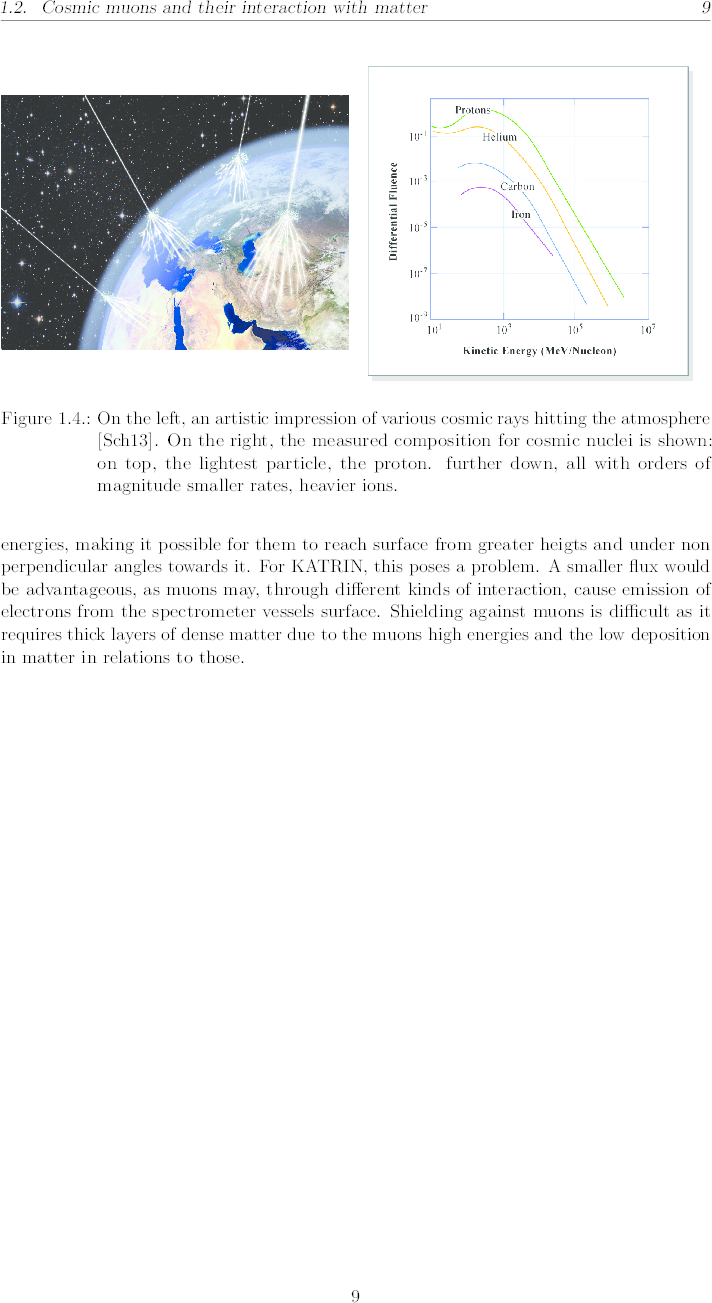 1.2. Cosmic muons and their interaction with matter 9
Protons
Helium
Carbon
Iron
Differential Fluence
10⁻¹
10⁻³
10⁻⁵
10⁻⁷
10⁻⁹
10¹ 10³ 10⁵ 10⁷
Kinetic Energy (MeV/Nucleon)
Figure 1.4.: On the left, an artistic impression of various cosmic rays hitting the atmosphere
[Sch13]. On the right, the measured composition for cosmic nuclei is shown:
on top, the lightest particle, the proton. further down, all with orders of
magnitude smaller rates, heavier ions.
energies, making it possible for them to reach surface from greater heigts and under non
perpendicular angles towards it. For KATRIN, this poses a problem. A smaller flux would
be advantageous, as muons may, through different kinds of interaction, cause emission of
electrons from the spectrometer vessels surface. Shielding against muons is difficult as it
requires thick layers of dense matter due to the muons high energies and the low deposition
in matter in relations to those.
9